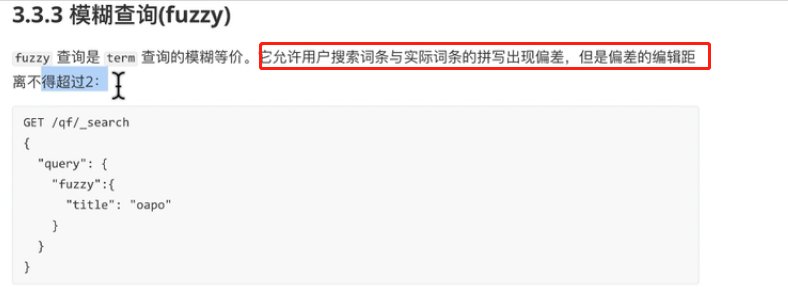 3.3.3 模糊查询(fuzzy)
fuzzy 查询是 term 查询的模糊等价。它允许用户搜索词条与实际词条的拼写出现偏差，但是偏差的编辑距
离不得超过2：
GET /qf/_search
{
  "query": {
    "fuzzy":{
      "title": "oapo"
    }
  }
}